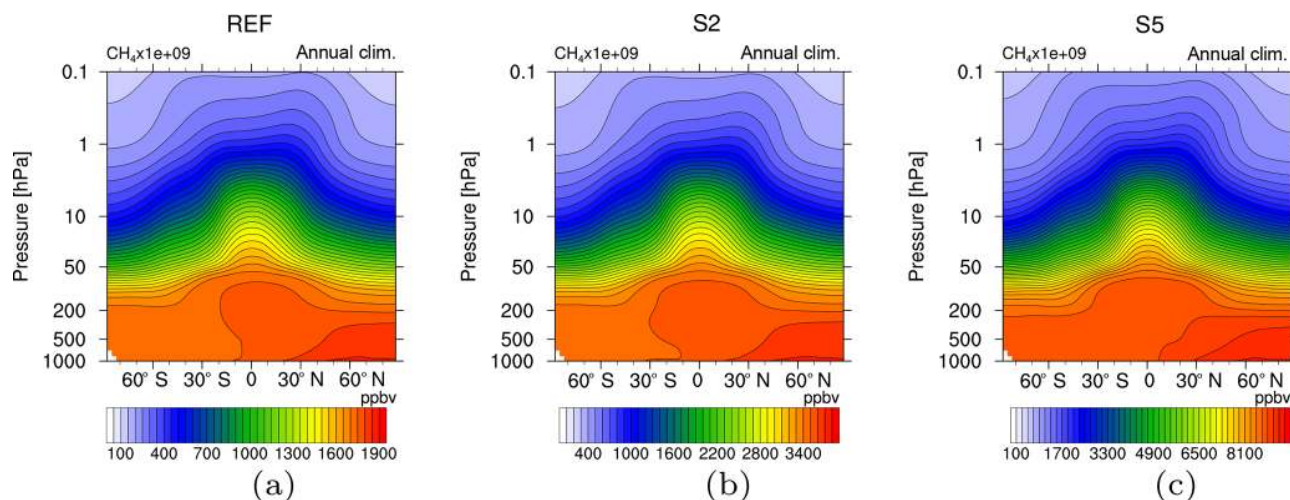 REF
CH₄x1e+09 Annual clim.
Pressure [hPa]
0.1
1
10
50
200
500
1000
60° S 30° S 0 30° N 60° N
ppbv
100 400 700 1000 1300 1600 1900
(a)
S2
CH₄x1e+09 Annual clim.
Pressure [hPa]
0.1
1
10
50
200
500
1000
60° S 30° S 0 30° N 60° N
ppbv
400 1000 1600 2200 2800 3400
(b)
S5
CH₄x1e+09 Annual clim.
Pressure [hPa]
0.1
1
10
50
200
500
1000
60° S 30° S 0 30° N 60° N
ppbv
100 1700 3300 4900 6500 8100
(c)